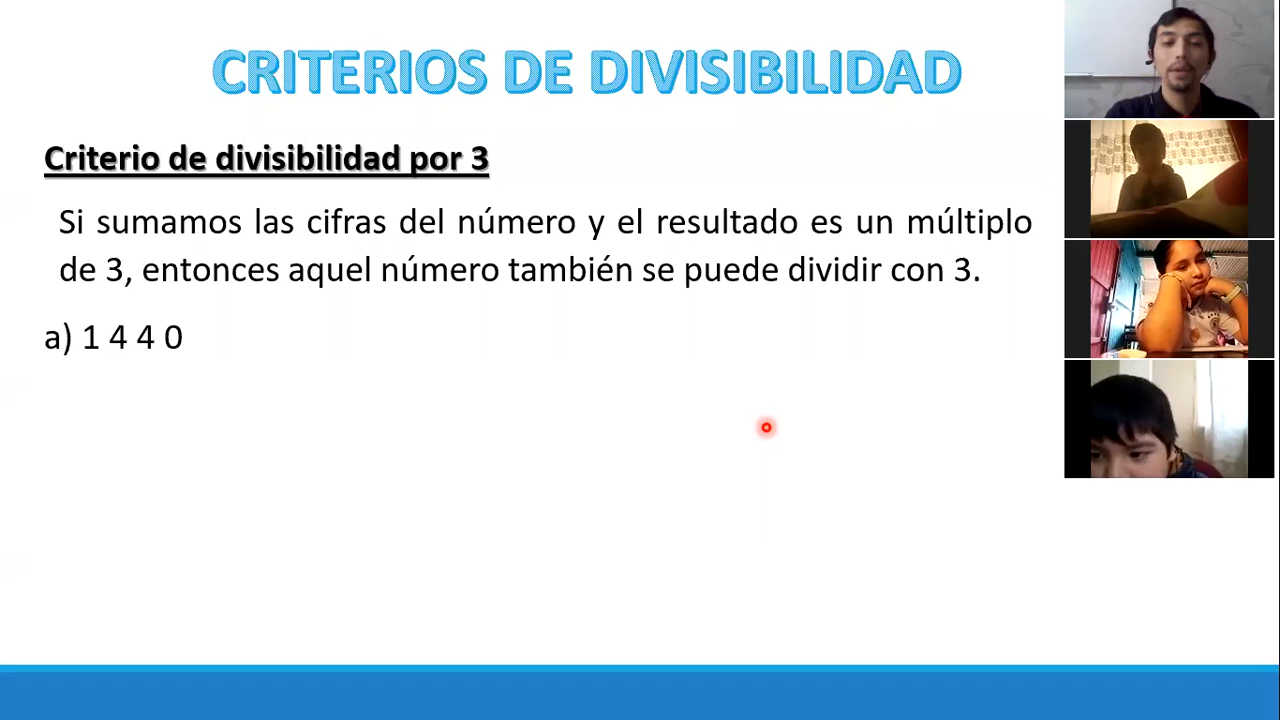 CRITERIOS DE DIVISIBILIDAD
Criterio de divisibilidad por 3
Si sumamos las cifras del número y el resultado es un múltiplo
de 3, entonces aquel número también se puede dividir con 3.
a) 1 4 4 0